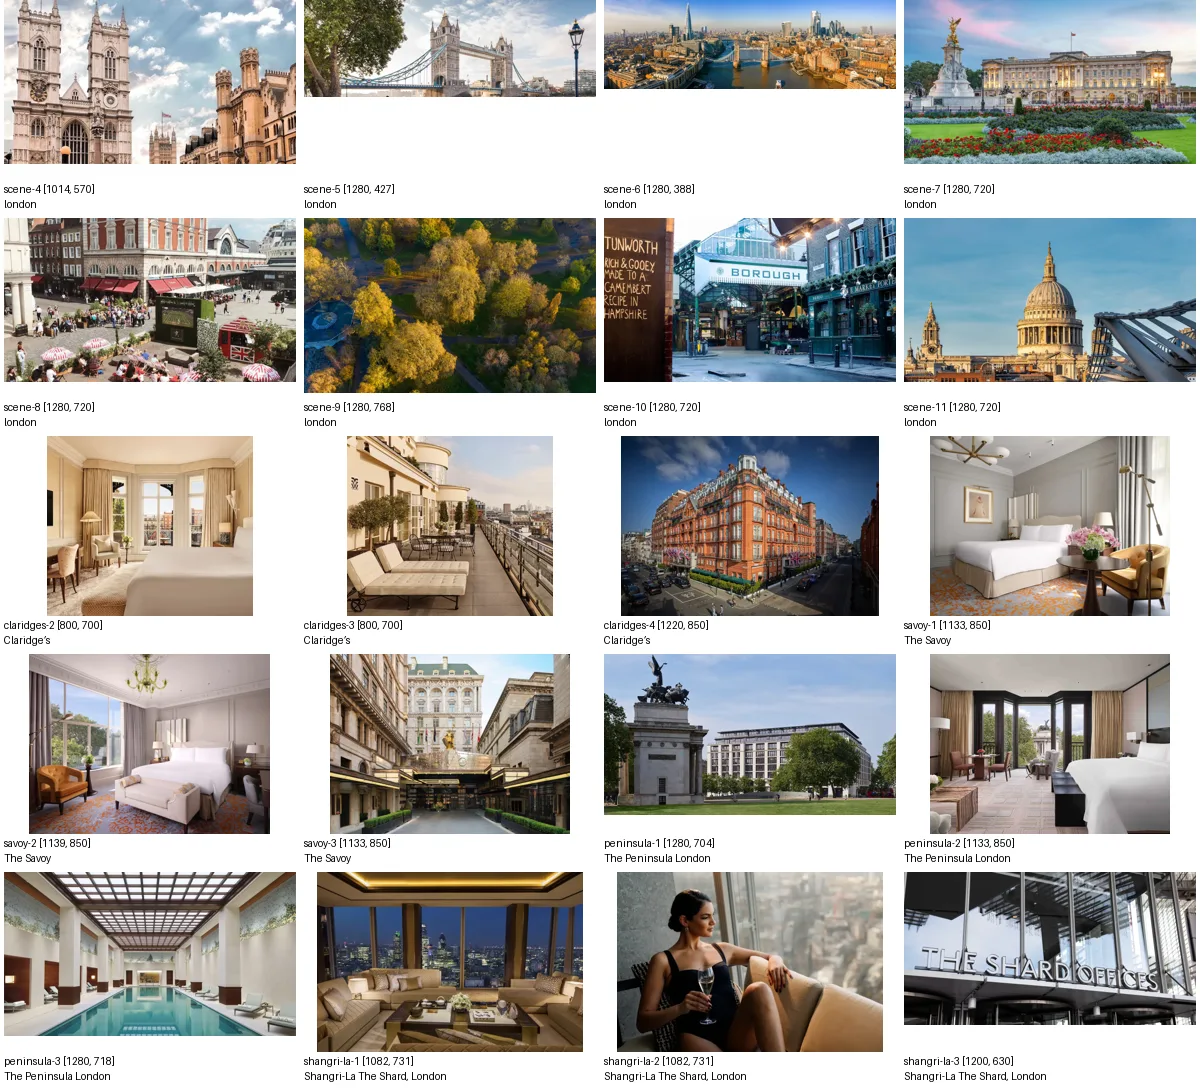 scene-4 [1014, 570]
london
scene-5 [1280, 427]
london
scene-6 [1280, 388]
london
scene-7 [1280, 720]
london
TUNWORTH
RICH & GOOEY
MADE TO A
CAMEMBERT
RECIPE IN
HAMPSHIRE
BOROUGH
scene-8 [1280, 720]
london
scene-9 [1280, 768]
london
scene-10 [1280, 720]
london
scene-11 [1280, 720]
london
claridges-2 [800, 700]
Claridge’s
claridges-3 [800, 700]
Claridge’s
claridges-4 [1220, 850]
Claridge’s
savoy-1 [1133, 850]
The Savoy
savoy-2 [1139, 850]
The Savoy
savoy-3 [1133, 850]
The Savoy
peninsula-1 [1280, 704]
The Peninsula London
peninsula-2 [1133, 850]
The Peninsula London
THE SHARD OFFICES
peninsula-3 [1280, 718]
The Peninsula London
shangri-la-1 [1082, 731]
Shangri-La The Shard, London
shangri-la-2 [1082, 731]
Shangri-La The Shard, London
shangri-la-3 [1200, 630]
Shangri-La The Shard, London